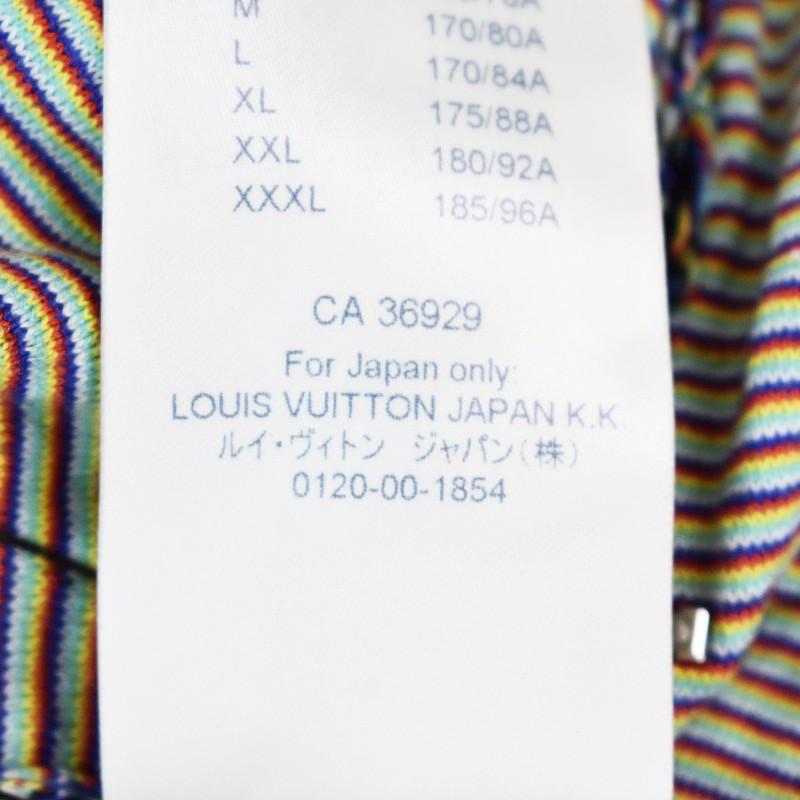 M
170/80A
L 170/84A
XL 175/88A
XXL 180/92A
XXXL 185/96A
CA 36929
For Japan only:
LOUIS VUITTON JAPAN K.K.
ルイ・ヴィトン ジャパン(株)
0120-00-1854